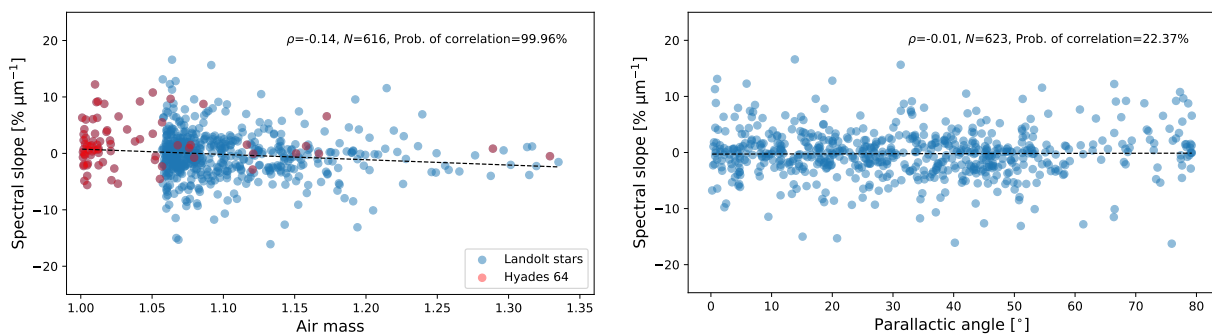 ρ=-0.14, N=616, Prob. of correlation=99.96%
20
10
0
−10
−20
Spectral slope [% μm⁻¹]
Landolt stars
Hyades 64
1.00 1.05 1.10 1.15 1.20 1.25 1.30 1.35
Air mass
ρ=-0.01, N=623, Prob. of correlation=22.37%
20
10
0
−10
−20
Spectral slope [% μm⁻¹]
0 10 20 30 40 50 60 70 80
Parallactic angle [°]